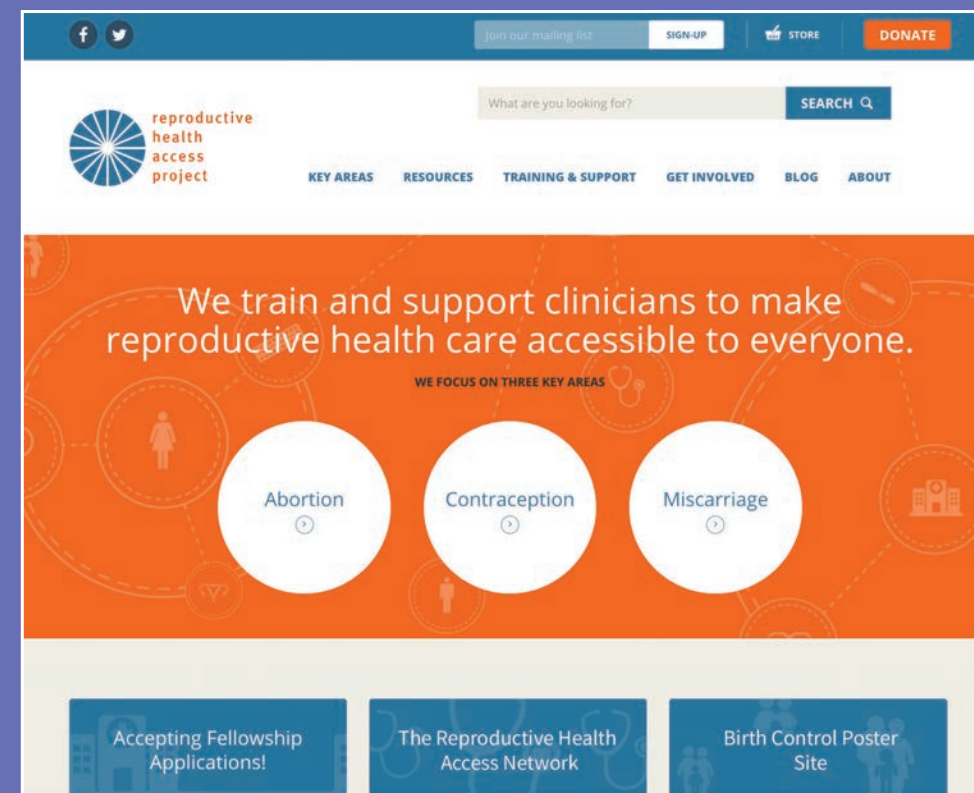 Join our mailing list
SIGN-UP
STORE
DONATE
reproductive
health
access
project
What are you looking for?
SEARCH
KEY AREAS RESOURCES TRAINING & SUPPORT GET INVOLVED BLOG ABOUT
We train and support clinicians to make
reproductive health care accessible to everyone.
WE FOCUS ON THREE KEY AREAS
Abortion
Contraception
Miscarriage
Accepting Fellowship
Applications!
The Reproductive Health
Access Network
Birth Control Poster
Site